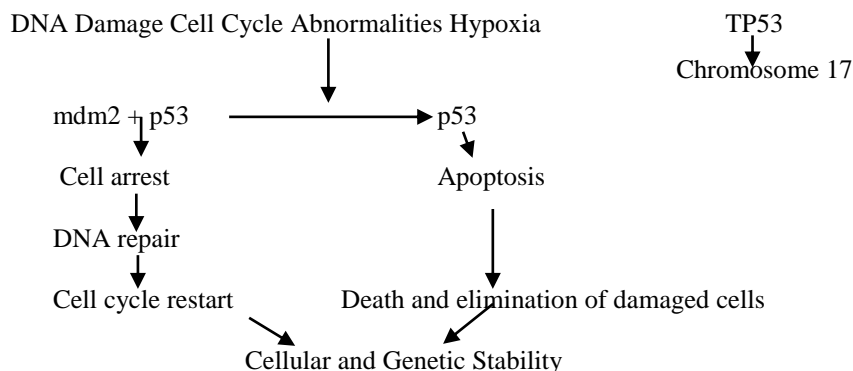 DNA Damage Cell Cycle Abnormalities Hypoxia
TP53
Chromosome 17
mdm2 + p53
p53
Cell arrest
Apoptosis
DNA repair
Cell cycle restart
Death and elimination of damaged cells
Cellular and Genetic Stability